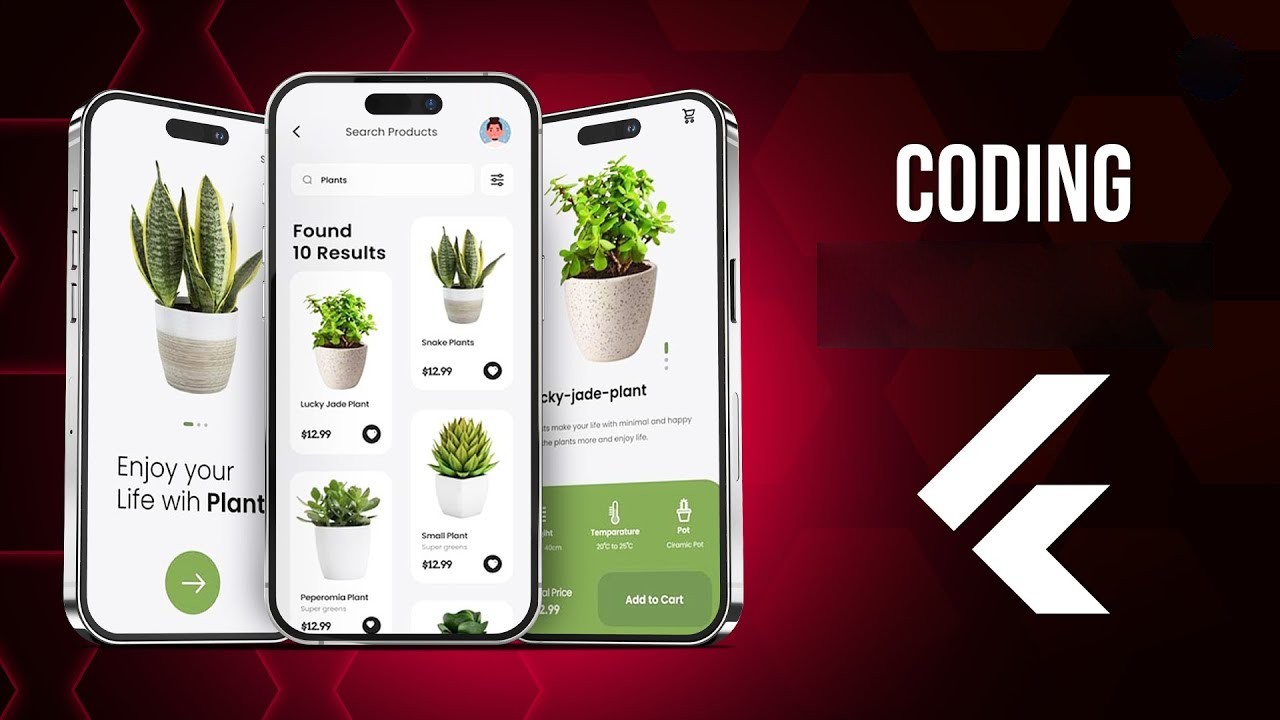 Enjoy your
Life wih Plant
Search Products
Plants
Found
10 Results
Lucky Jade Plant
$12.99
Peperomia Plant
Super greens
$12.99
Snake Plants
$12.99
Small Plant
Super greens
$12.99
cky-jade-plant
make your life with minimal and happy
the plants more and enjoy life.
Temparature
20°C to 25°C
Pot
Ciramic Pot
40cm
Price
2.99
Add to Cart
CODING